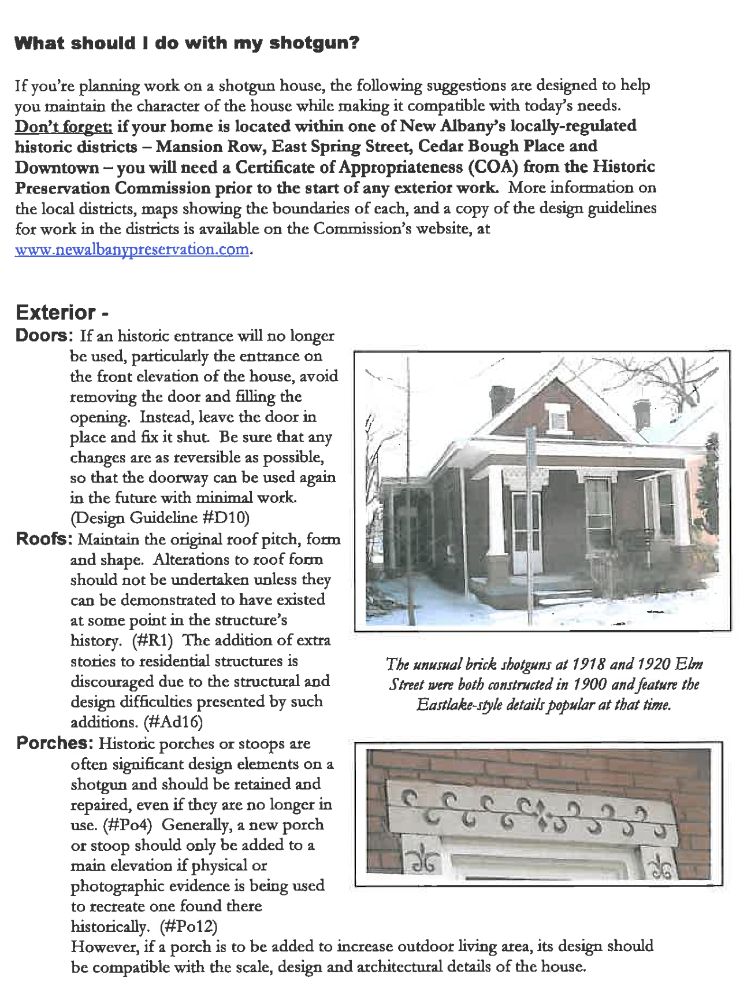 What should I do with my shotgun?
If you're planning work on a shotgun house, the following suggestions are designed to help
you maintain the character of the house while making it compatible with today's needs.
Don't forget: if your home is located within one of New Albany's locally-regulated
historic districts – Mansion Row, East Spring Street, Cedar Bough Place and
Downtown – you will need a Certificate of Appropriateness (COA) from the Historic
Preservation Commission prior to the start of any exterior work. More information on
the local districts, maps showing the boundaries of each, and a copy of the design guidelines
for work in the districts is available on the Commission's website, at
www.newalbanypreservation.com.
Exterior -
Doors: If an historic entrance will no longer
be used, particularly the entrance on
the front elevation of the house, avoid
removing the door and filling the
opening. Instead, leave the door in
place and fix it shut. Be sure that any
changes are as reversible as possible,
so that the doorway can be used again
in the future with minimal work.
(Design Guideline #D10)
Roofs: Maintain the original roof pitch, form
and shape. Alterations to roof form
should not be undertaken unless they
can be demonstrated to have existed
at some point in the structure's
history. (#R1) The addition of extra
stories to residential structures is
discouraged due to the structural and
design difficulties presented by such
additions. (#Ad16)
Porches: Historic porches or stoops are
often significant design elements on a
shotgun and should be retained and
repaired, even if they are no longer in
use. (#Po4) Generally, a new porch
or stoop should only be added to a
main elevation if physical or
photographic evidence is being used
to recreate one found there
historically. (#Po12)
However, if a porch is to be added to increase outdoor living area, its design should
be compatible with the scale, design and architectural details of the house.
The unusual brick shotguns at 1918 and 1920 Elm
Street were both constructed in 1900 and feature the
Eastlake-style details popular at that time.